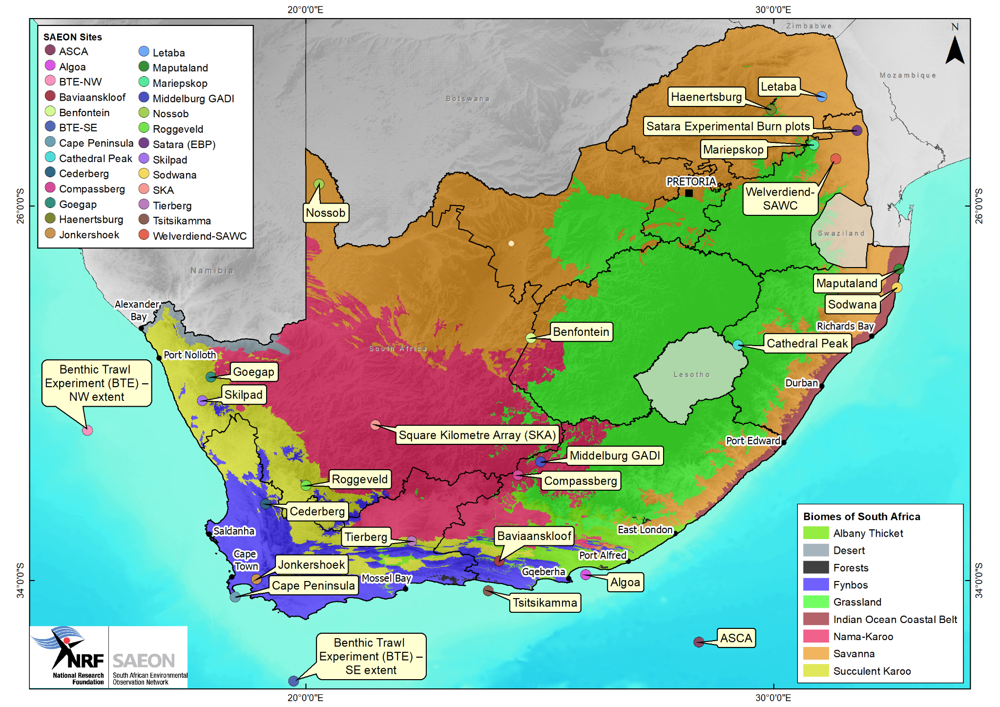 20°0'0"E
30°0'0"E
SAEON Sites
ASCA
Algoa
BTE-NW
Baviaanskloof
Benfontein
BTE-SE
Cape Peninsula
Cathedral Peak
Cederberg
Compassberg
Goegap
Haenertsburg
Jonkershoek
Letaba
Maputaland
Mariepskop
Middelburg GADI
Nossob
Roggeveld
Satara (EBP)
Skilpad
Sodwana
SKA
Tierberg
Tsitsikamma
Welverdiend-SAWC
Zimbabwe
N
Mozambique
Botswana
Letaba
Haenertsburg
Satara Experimental Burn plots
Mariepskop
PRETORIA
Welverdiend-
SAWC
26°0'0"S
26°0'0"S
Nossob
Swaziland
Namibia
Maputaland
Sodwana
Alexander
Bay
Richards Bay
Benfontein
Cathedral Peak
South Africa
Port Nolloth
Benthic Trawl
Experiment (BTE) –
NW extent
Goegap
Lesotho
Durban
Skilpad
Square Kilometre Array (SKA)
Port Edward
Middelburg GADI
Roggeveld
Compassberg
Cederberg
Saldanha
Tierberg
Baviaanskloof
East London
Cape
Town
Port Alfred
Jonkershoek
Gqeberha
Mossel Bay
Cape Peninsula
Algoa
34°0'0"S
34°0'0"S
Tsitsikamma
ASCA
Benthic Trawl
Experiment (BTE) –
SE extent
Biomes of South Africa
Albany Thicket
Desert
Forests
Fynbos
Grassland
Indian Ocean Coastal Belt
Nama-Karoo
Savanna
Succulent Karoo
NRF
National Research
Foundation
SAEON
South African Environmental
Observation Network
20°0'0"E
30°0'0"E